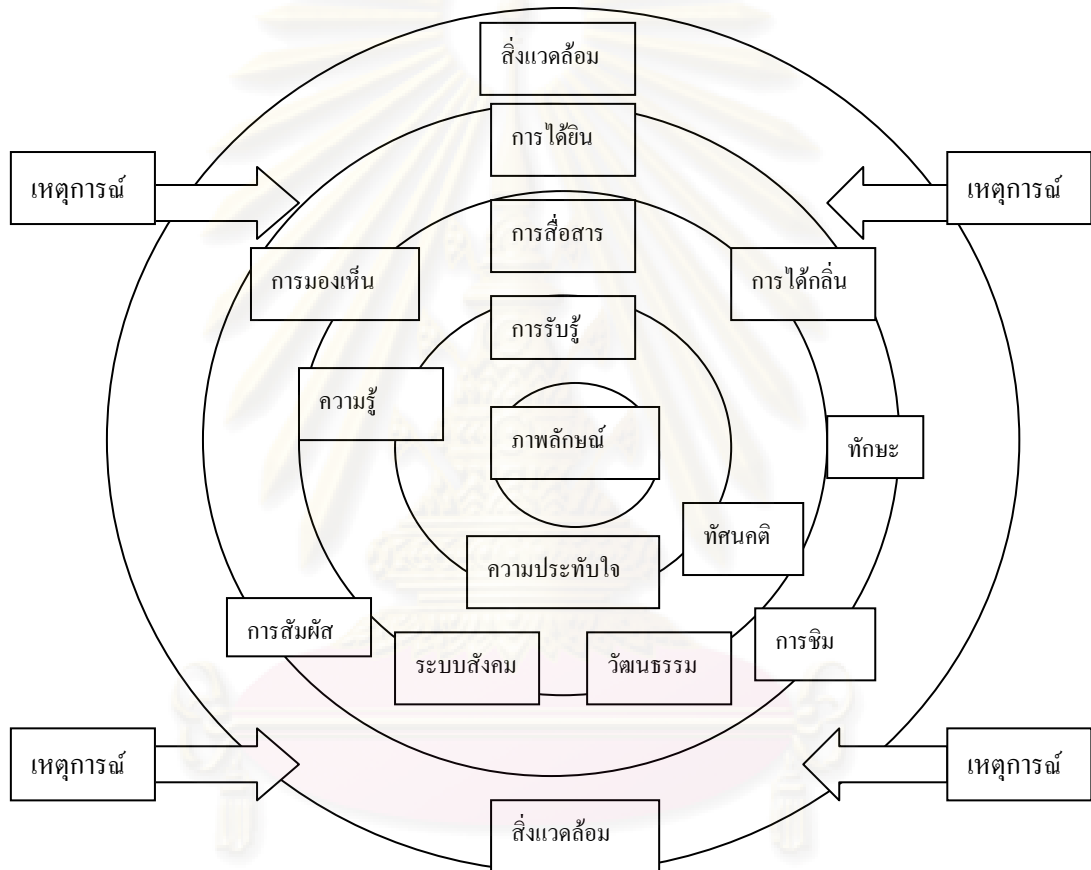 สิ่งแวดล้อม
การได้ยิน
เหตุการณ์
เหตุการณ์
การสื่อสาร
การมองเห็น
การได้กลิ่น
การรับรู้
ความรู้
ภาพลักษณ์
ทักษะ
ทัศนคติ
ความประทับใจ
การสัมผัส
การชิม
ระบบสังคม
วัฒนธรรม
เหตุการณ์
เหตุการณ์
สิ่งแวดล้อม